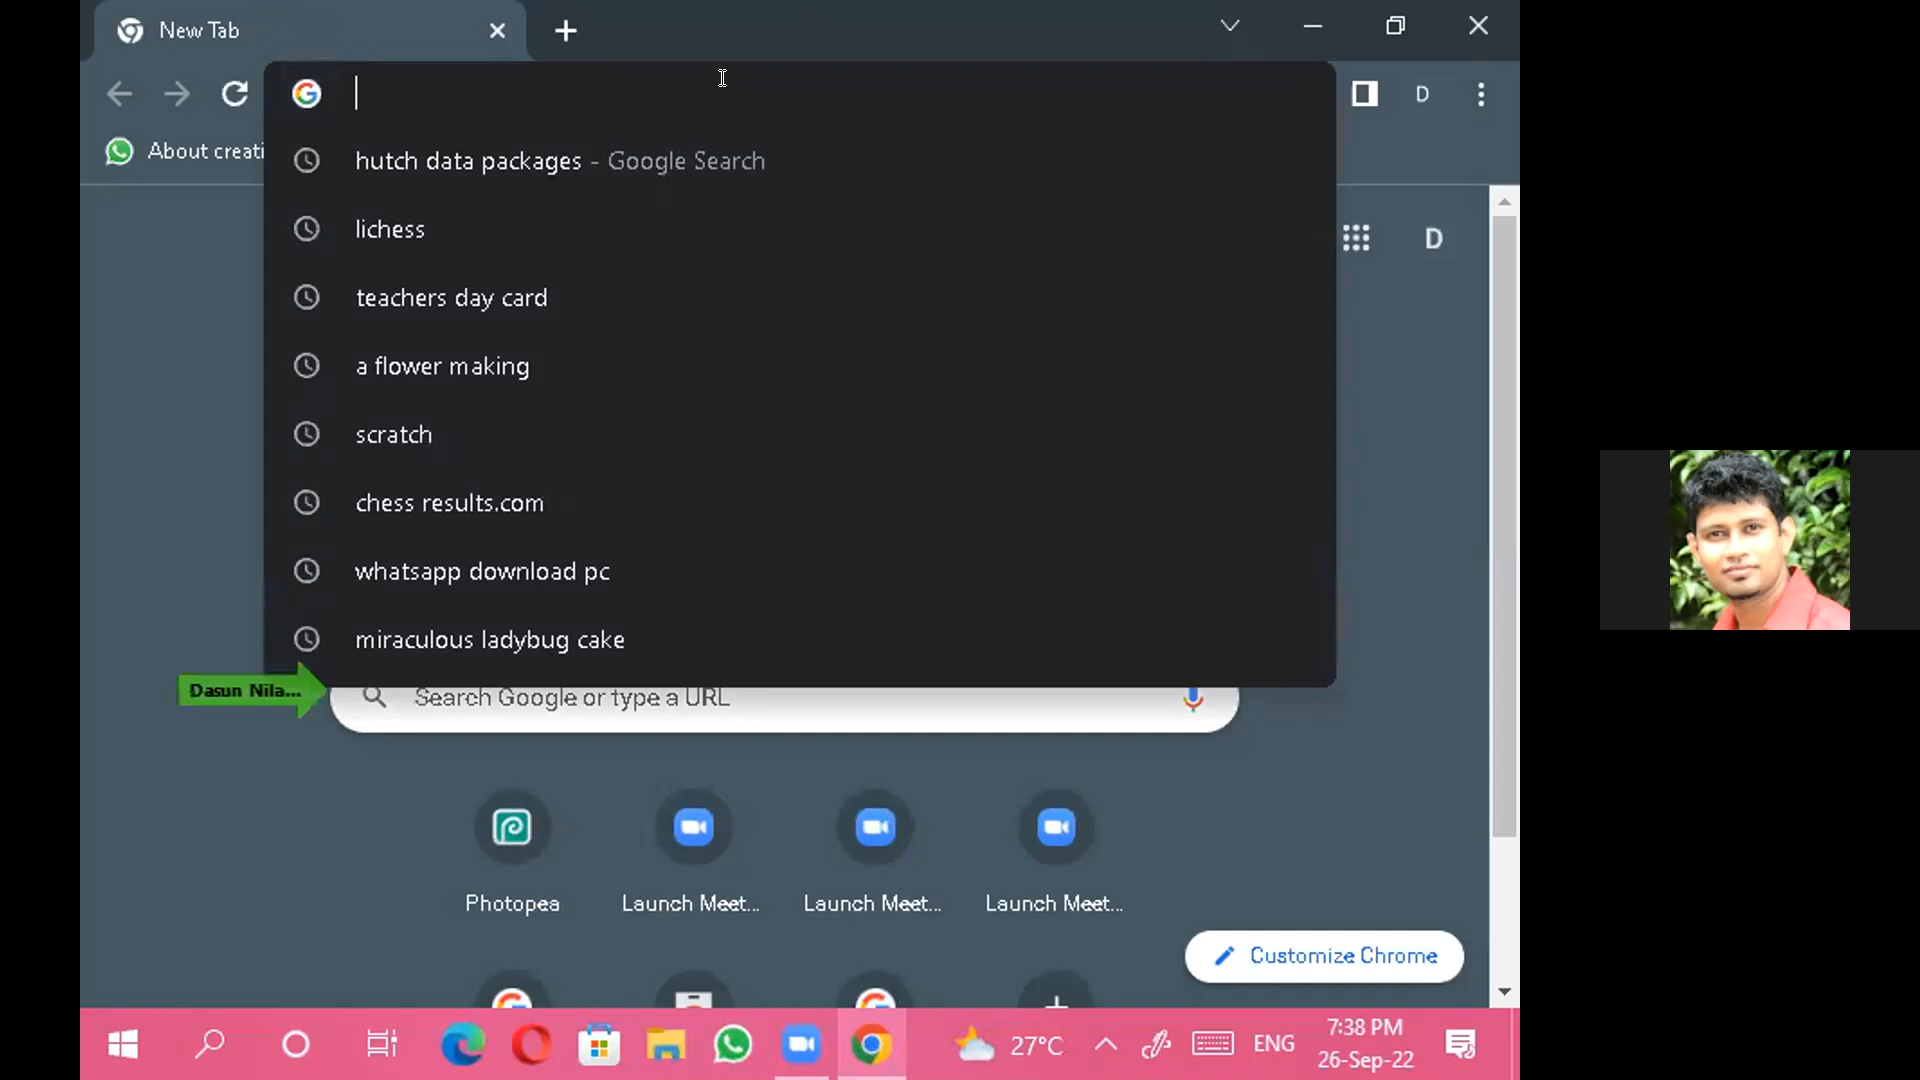 New Tab
About creati
hutch data packages - Google Search
lichess
teachers day card
a flower making
scratch
chess results.com
whatsapp download pc
miraculous ladybug cake
D
D
Dasun Nila...
Search Google or type a URL
Photopea
Launch Meet...
Launch Meet...
Launch Meet...
Customize Chrome
27°C
ENG
7:38 PM
26-Sep-22